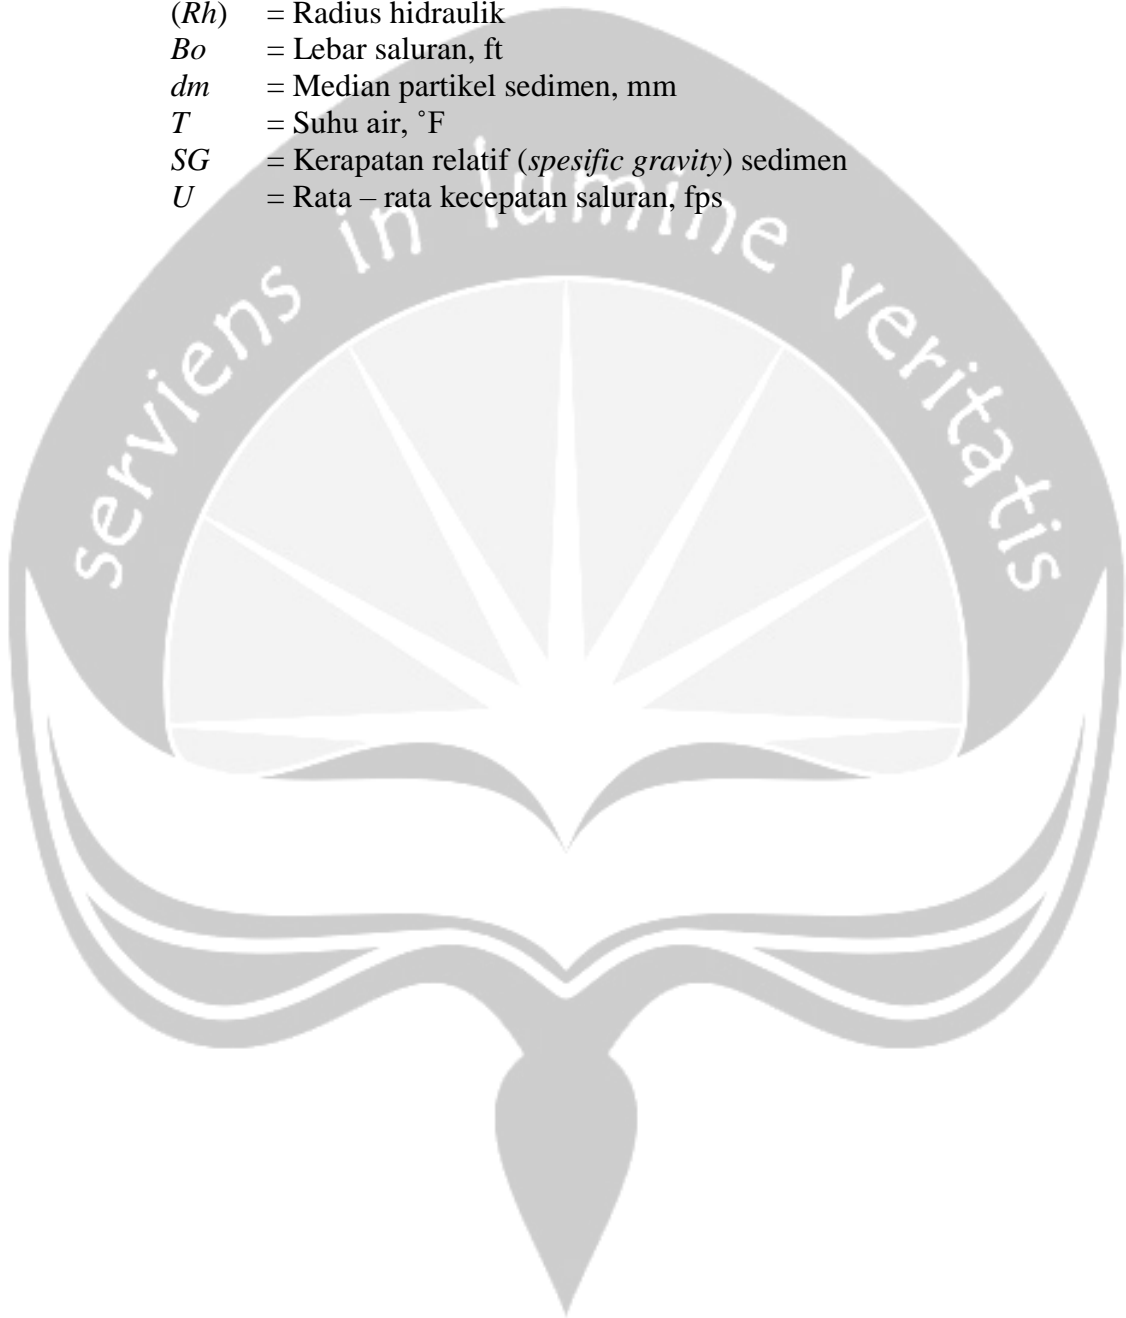 (Rh) = Radius hidraulik
Bo = Lebar saluran, ft
dm = Median partikel sedimen, mm
T = Suhu air, ˚F
SG = Kerapatan relatif (spesific gravity) sedimen
U = Rata – rata kecepatan saluran, fps
serviens in lumine veritatis